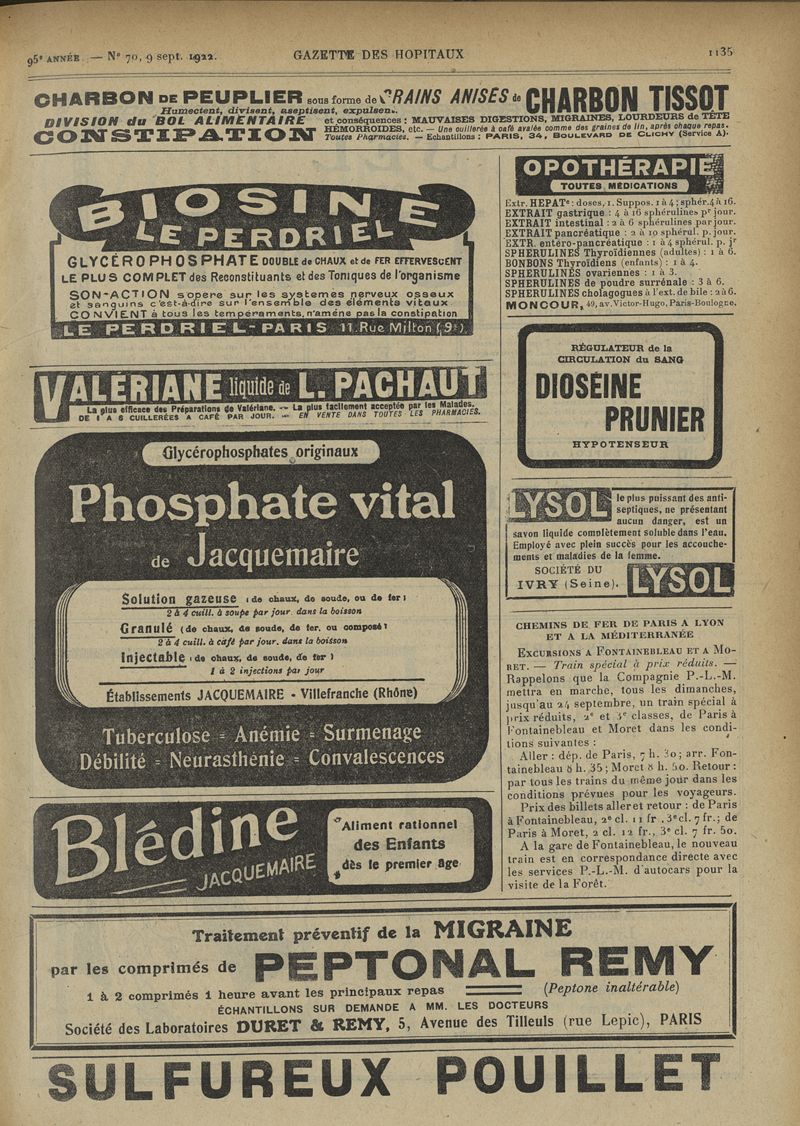 95e ANNÉE. — N° 70, 9 sept. 1922.
GAZETTE DES HOPITAUX
1135
CHARBON DE PEUPLIER sous forme de GRAINS ANISÉS de CHARBON TISSOT
Humectent, divisent, aseptisent, expulsent.
DIVISION du BOL ALIMENTAIRE et conséquences : MAUVAISES DIGESTIONS, MIGRAINES, LOURDEURS de TÊTE
CONSTIPATION HÉMORROIDES, etc. — Une cuillerée à café avalée comme des graines de lin, après chaque repas.
Toutes Pharmacies. — Echantillons : PARIS, 34, BOULEVARD DE CLICHY (Service A).
BIOSINE
LE PERDRIEL
GLYCÉROPHOSPHATE DOUBLE de CHAUX et de FER EFFERVESCENT
LE PLUS COMPLET des Reconstituants et des Toniques de l'organisme
SON-ACTION s'opère sur les systèmes nerveux osseux
et sanguins c'est-à-dire sur l'ensemble des éléments vitaux
CONVIENT à tous les tempéraments, n'amène pas la constipation
LE PERDRIEL-PARIS 11, Rue Milton (9e).
VALÉRIANE liquide de L. PACHAUT
La plus efficace des Préparations de Valériane. — La plus facilement acceptée par les Malades.
DE 1 A 6 CUILLERÉES A CAFÉ PAR JOUR. — EN VENTE DANS TOUTES LES PHARMACIES.
Glycérophosphates originaux
Phosphate vital
de Jacquemaire
Solution gazeuse (de chaux, de soude, ou de fer)
2 à 4 cuill. à soupe par jour. dans la boisson
Granulé (de chaux, de soude, de fer, ou composé)
2 à 4 cuill. à café par jour. dans la boisson
Injectable (de chaux, de soude, de fer)
1 à 2 injections par jour
Établissements JACQUEMAIRE - Villefranche (Rhône)
Tuberculose = Anémie = Surmenage
Débilité = Neurasthénie = Convalescences
Blédine
JACQUEMAIRE
Aliment rationnel
des Enfants
dès le premier âge
OPOTHÉRAPIE
TOUTES MÉDICATIONS
Extr. HEPATe : doses, 1. Suppos. 1 à 4 ; sphér. 4 à 16.
EXTRAIT gastrique : 4 à 16 sphérulines pr jour.
EXTRAIT intestinal : 2 à 6 sphérulines par jour.
EXTRAIT pancréatique : 2 à 10 sphérul. p. jour.
EXTR. entéro-pancréatique : 1 à 4 sphérul. p. jr
SPHERULINES Thyroïdiennes (adultes) : 1 à 6.
BONBONS Thyroïdiens (enfants) : 1 à 4.
SPHERULINES ovariennes : 1 à 3.
SPHERULINES de poudre surrénale : 3 à 6.
SPHERULINES cholagogues à l'ext. de bile : 2 à 6.
MONCOUR, 49, av. Victor-Hugo, Paris-Boulogne.
RÉGULATEUR de la
CIRCULATION du SANG
DIOSÉINE
PRUNIER
HYPOTENSEUR
LYSOL le plus puissant des anti-
septiques, ne présentant
aucun danger, est un
savon liquide complètement soluble dans l'eau.
Employé avec plein succès pour les accouche-
ments et maladies de la femme.
SOCIÉTÉ DU
IVRY (Seine). LYSOL
CHEMINS DE FER DE PARIS A LYON
ET A LA MÉDITERRANÉE
EXCURSIONS A FONTAINEBLEAU ET A MO-
RET. — Train spécial à prix réduits. —
Rappelons que la Compagnie P.-L.-M.
mettra en marche, tous les dimanches,
jusqu'au 24 septembre, un train spécial à
prix réduits, 2e et 3e classes, de Paris à
Fontainebleau et Moret dans les condi-
tions suivantes :
Aller : dép. de Paris, 7 h. 30 ; arr. Fon-
tainebleau 8 h. 35 ; Moret 8 h. 50. Retour :
par tous les trains du même jour dans les
conditions prévues pour les voyageurs.
Prix des billets aller et retour : de Paris
à Fontainebleau, 2e cl. 11 fr., 3e cl. 7 fr. ; de
Paris à Moret, 2 cl. 12 fr., 3e cl. 7 fr. 50.
A la gare de Fontainebleau, le nouveau
train est en correspondance directe avec
les services P.-L.-M. d'autocars pour la
visite de la Forêt.
Traitement préventif de la MIGRAINE
par les comprimés de PEPTONAL REMY
1 à 2 comprimés 1 heure avant les principaux repas (Peptone inaltérable)
ÉCHANTILLONS SUR DEMANDE A MM. LES DOCTEURS
Société des Laboratoires DURET & REMY, 5, Avenue des Tilleuls (rue Lepic), PARIS
SULFUREUX POUILLET